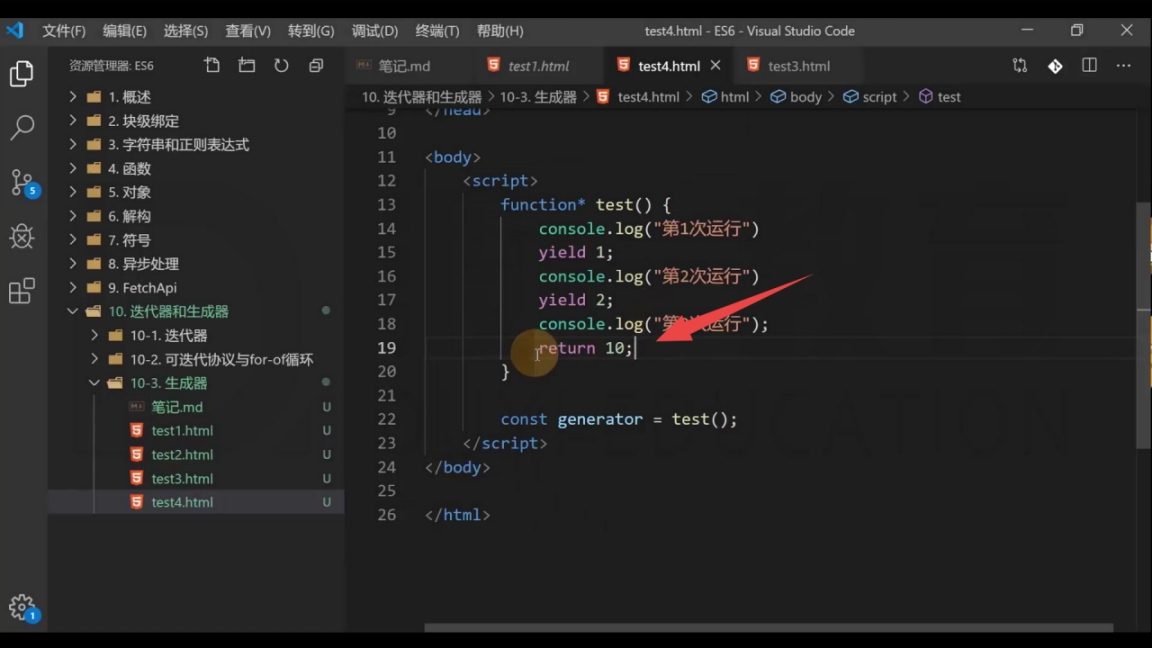 文件(F) 编辑(E) 选择(S) 查看(V) 转到(G) 调试(D) 终端(T) 帮助(H) test4.html - ES6 - Visual Studio Code
资源管理器: ES6
笔记.md test1.html test4.html test3.html
10. 迭代器和生成器 > 10-3. 生成器 > test4.html > html > body > script > test
1. 概述
2. 块级绑定
3. 字符串和正则表达式
4. 函数
5. 对象
6. 解构
7. 符号
8. 异步处理
9. FetchApi
10. 迭代器和生成器
10-1. 迭代器
10-2. 可迭代协议与for-of循环
10-3. 生成器
笔记.md U
test1.html U
test2.html U
test3.html U
test4.html U
5
1
9 </head>
10
11 <body>
12 <script>
13 function* test() {
14 console.log("第1次运行")
15 yield 1;
16 console.log("第2次运行")
17 yield 2;
18 console.log("第 次运行");
19 return 10;
20 }
21
22 const generator = test();
23 </script>
24 </body>
25
26 </html>